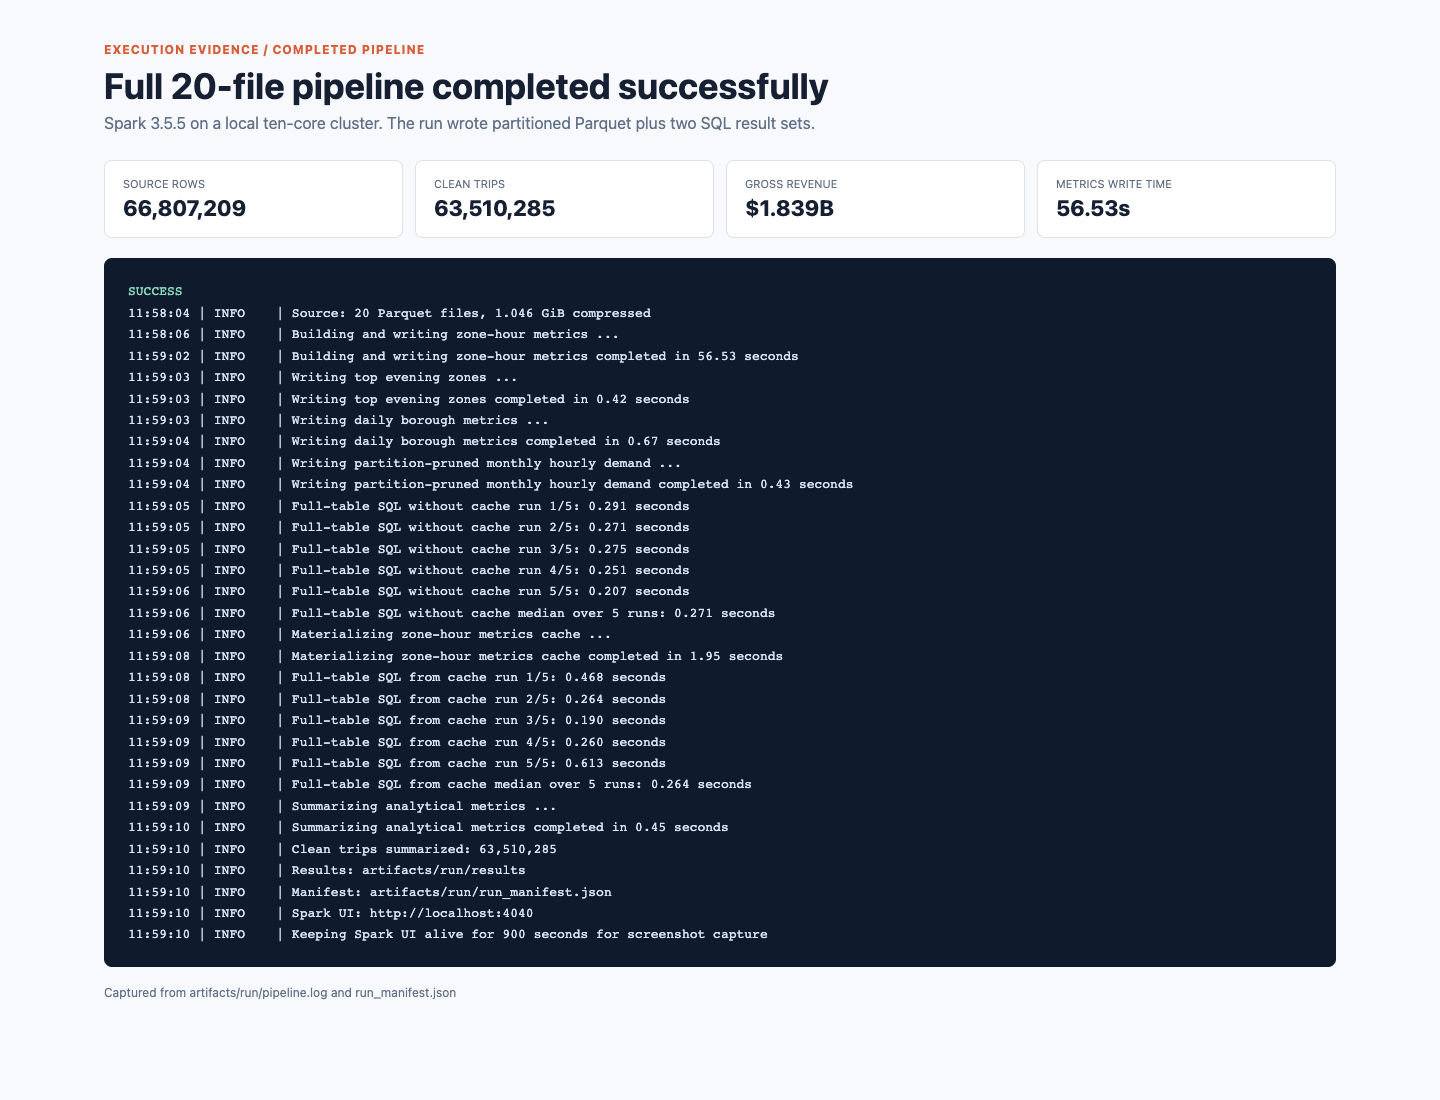 EXECUTION EVIDENCE / COMPLETED PIPELINE
Full 20-file pipeline completed successfully
Spark 3.5.5 on a local ten-core cluster. The run wrote partitioned Parquet plus two SQL result sets.
SOURCE ROWS
66,807,209
CLEAN TRIPS
63,510,285
GROSS REVENUE
$1.839B
METRICS WRITE TIME
56.53s
SUCCESS
11:58:04 | INFO    | Source: 20 Parquet files, 1.046 GiB compressed
11:58:06 | INFO    | Building and writing zone-hour metrics ...
11:59:02 | INFO    | Building and writing zone-hour metrics completed in 56.53 seconds
11:59:03 | INFO    | Writing top evening zones ...
11:59:03 | INFO    | Writing top evening zones completed in 0.42 seconds
11:59:03 | INFO    | Writing daily borough metrics ...
11:59:04 | INFO    | Writing daily borough metrics completed in 0.67 seconds
11:59:04 | INFO    | Writing partition-pruned monthly hourly demand ...
11:59:04 | INFO    | Writing partition-pruned monthly hourly demand completed in 0.43 seconds
11:59:05 | INFO    | Full-table SQL without cache run 1/5: 0.291 seconds
11:59:05 | INFO    | Full-table SQL without cache run 2/5: 0.271 seconds
11:59:05 | INFO    | Full-table SQL without cache run 3/5: 0.275 seconds
11:59:05 | INFO    | Full-table SQL without cache run 4/5: 0.251 seconds
11:59:06 | INFO    | Full-table SQL without cache run 5/5: 0.207 seconds
11:59:06 | INFO    | Full-table SQL without cache median over 5 runs: 0.271 seconds
11:59:06 | INFO    | Materializing zone-hour metrics cache ...
11:59:08 | INFO    | Materializing zone-hour metrics cache completed in 1.95 seconds
11:59:08 | INFO    | Full-table SQL from cache run 1/5: 0.468 seconds
11:59:08 | INFO    | Full-table SQL from cache run 2/5: 0.264 seconds
11:59:09 | INFO    | Full-table SQL from cache run 3/5: 0.190 seconds
11:59:09 | INFO    | Full-table SQL from cache run 4/5: 0.260 seconds
11:59:09 | INFO    | Full-table SQL from cache run 5/5: 0.613 seconds
11:59:09 | INFO    | Full-table SQL from cache median over 5 runs: 0.264 seconds
11:59:09 | INFO    | Summarizing analytical metrics ...
11:59:10 | INFO    | Summarizing analytical metrics completed in 0.45 seconds
11:59:10 | INFO    | Clean trips summarized: 63,510,285
11:59:10 | INFO    | Results: artifacts/run/results
11:59:10 | INFO    | Manifest: artifacts/run/run_manifest.json
11:59:10 | INFO    | Spark UI: http://localhost:4040
11:59:10 | INFO    | Keeping Spark UI alive for 900 seconds for screenshot capture
Captured from artifacts/run/pipeline.log and run_manifest.json